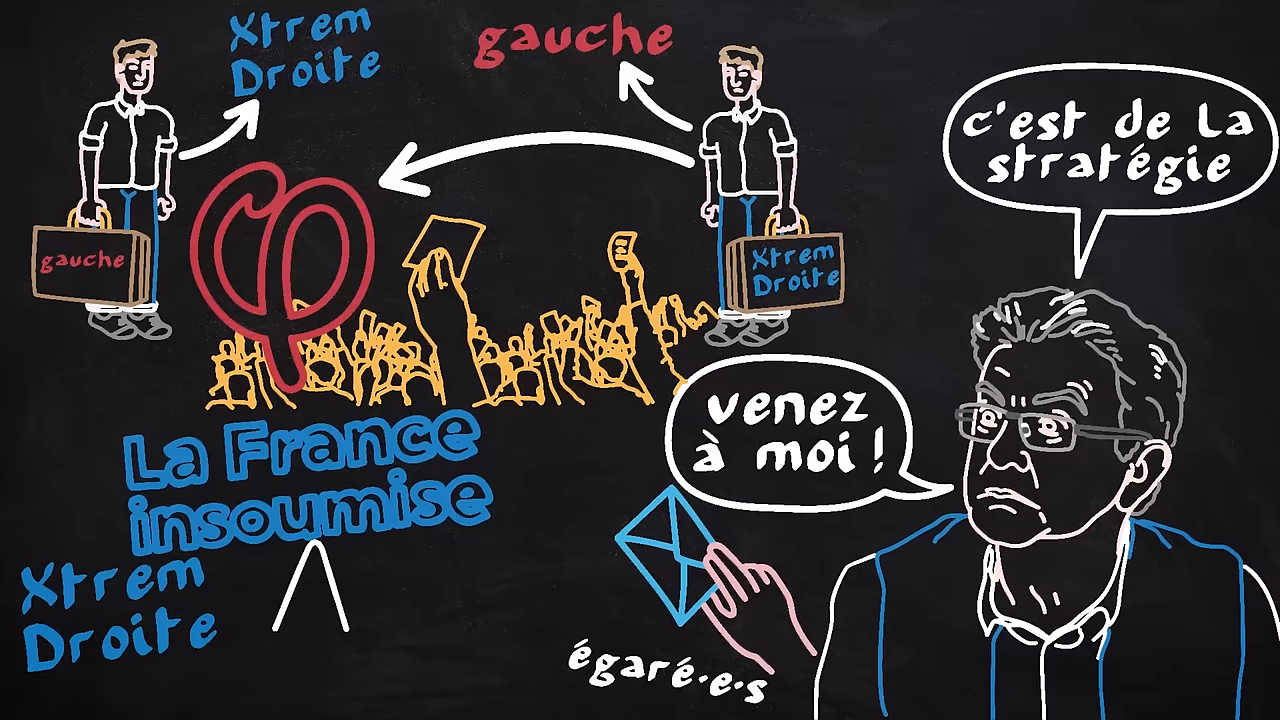 Xtrem
Droite
gauche
c'est de La
stratégie
gauche
Xtrem
Droite
venez
à moi !
La France
insoumise
Xtrem
Droite
égaré·e·s